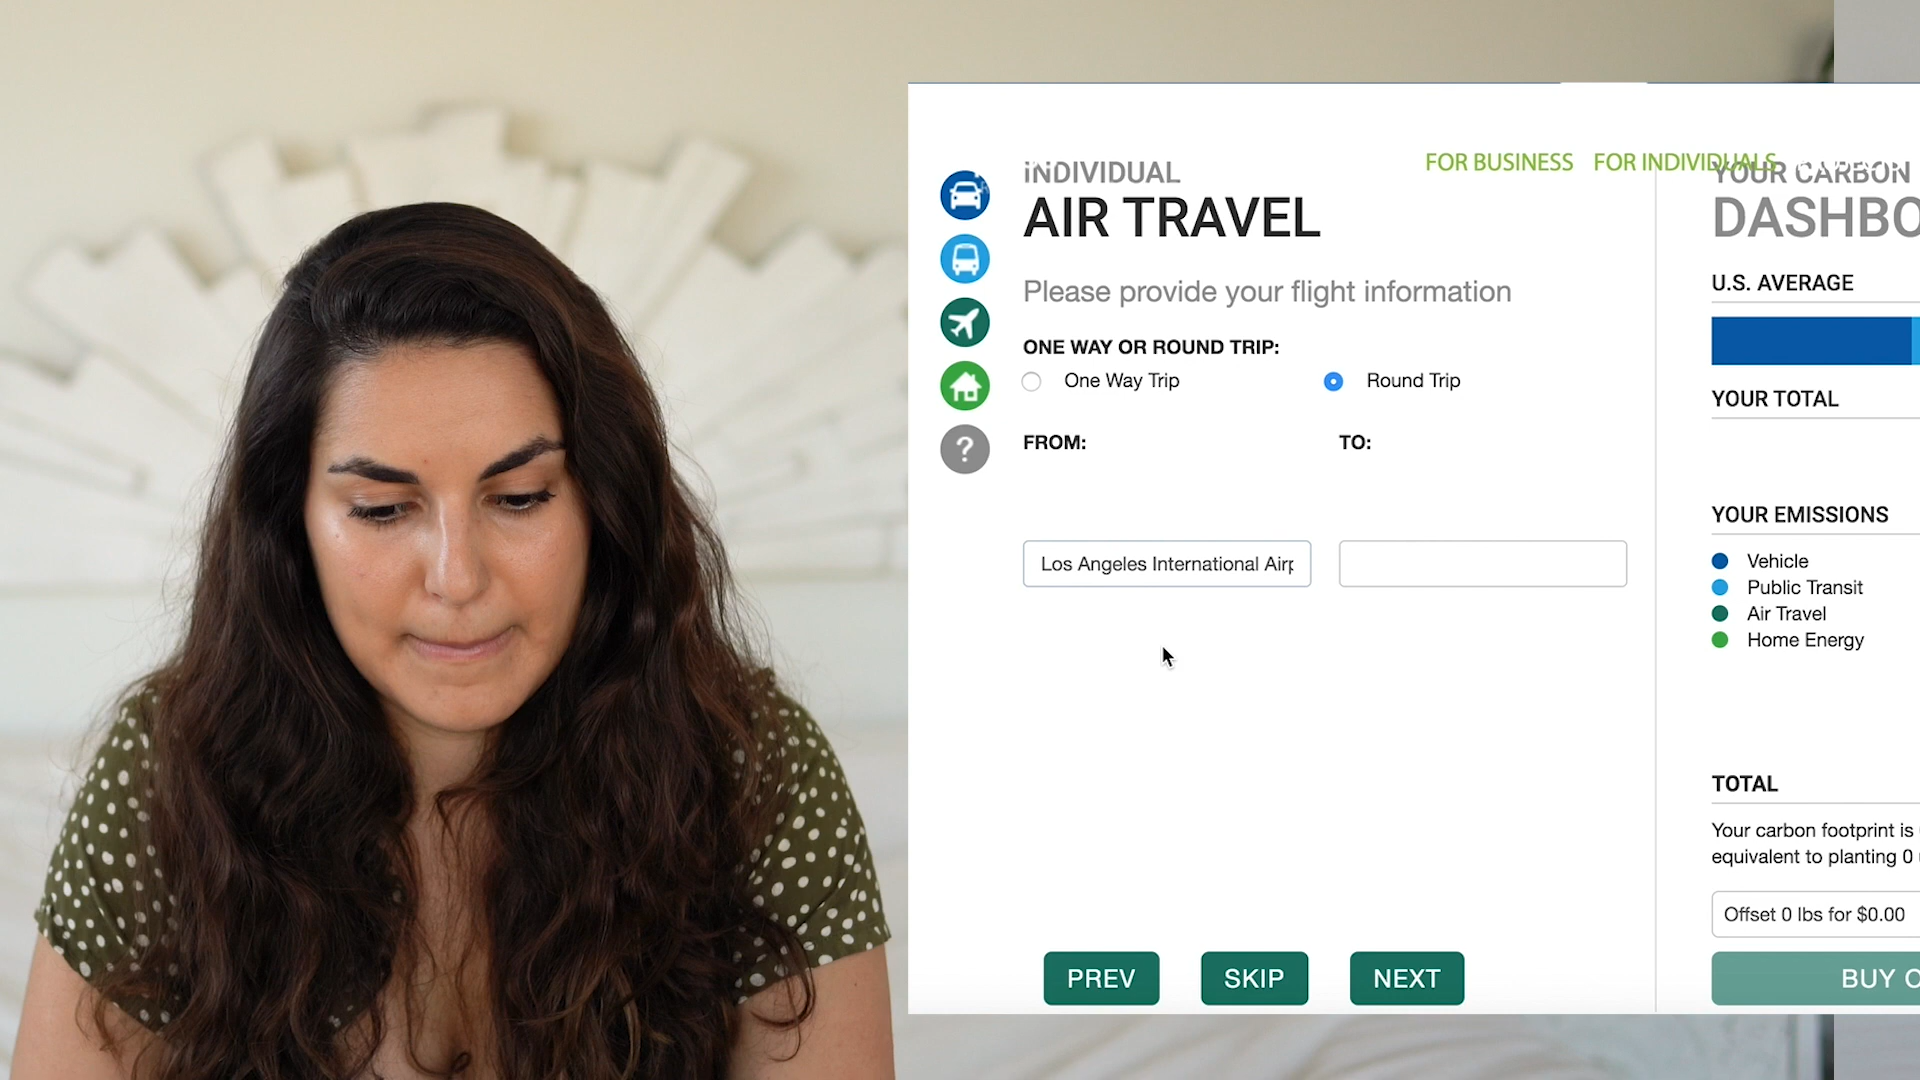 FOR BUSINESS FOR INDIVIDUALS
INDIVIDUAL
AIR TRAVEL
Please provide your flight information
ONE WAY OR ROUND TRIP:
One Way Trip
Round Trip
FROM:
TO:
Los Angeles International Airp
PREV
SKIP
NEXT
YOUR CARBON
DASHBO
U.S. AVERAGE
YOUR TOTAL
YOUR EMISSIONS
Vehicle
Public Transit
Air Travel
Home Energy
TOTAL
Your carbon footprint is
equivalent to planting 0
Offset 0 lbs for $0.00
BUY
?